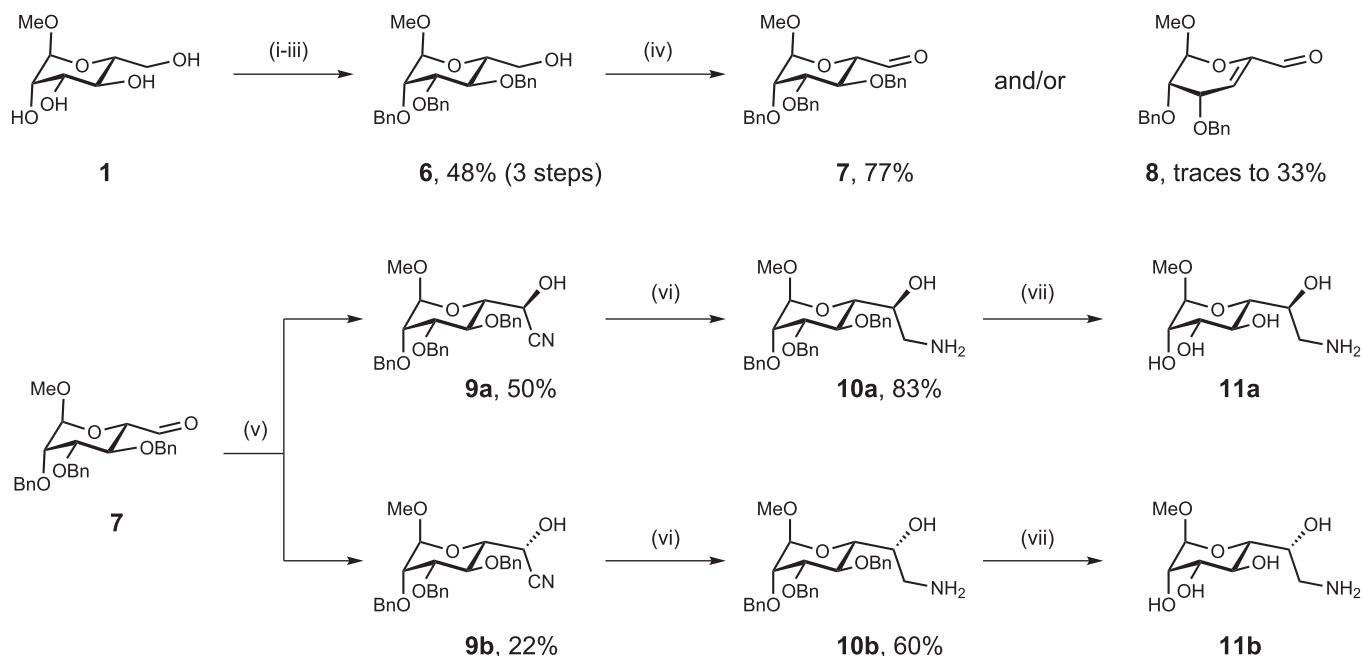 MeO O OH OH OH HO
1
(i-iii)
MeO O OH OBn OBn BnO
6, 48% (3 steps)
(iv)
MeO O O OBn OBn BnO
7, 77%
and/or
MeO O O BnO OBn
8, traces to 33%
MeO O O OBn OBn BnO
7
(v)
MeO O OH OBn CN OBn BnO
9a, 50%
(vi)
MeO O OH OBn NH2 OBn BnO
10a, 83%
(vii)
MeO O OH OH NH2 OH HO
11a
MeO O OH OBn CN OBn BnO
9b, 22%
(vi)
MeO O OH OBn NH2 OBn BnO
10b, 60%
(vii)
MeO O OH OH NH2 OH HO
11b